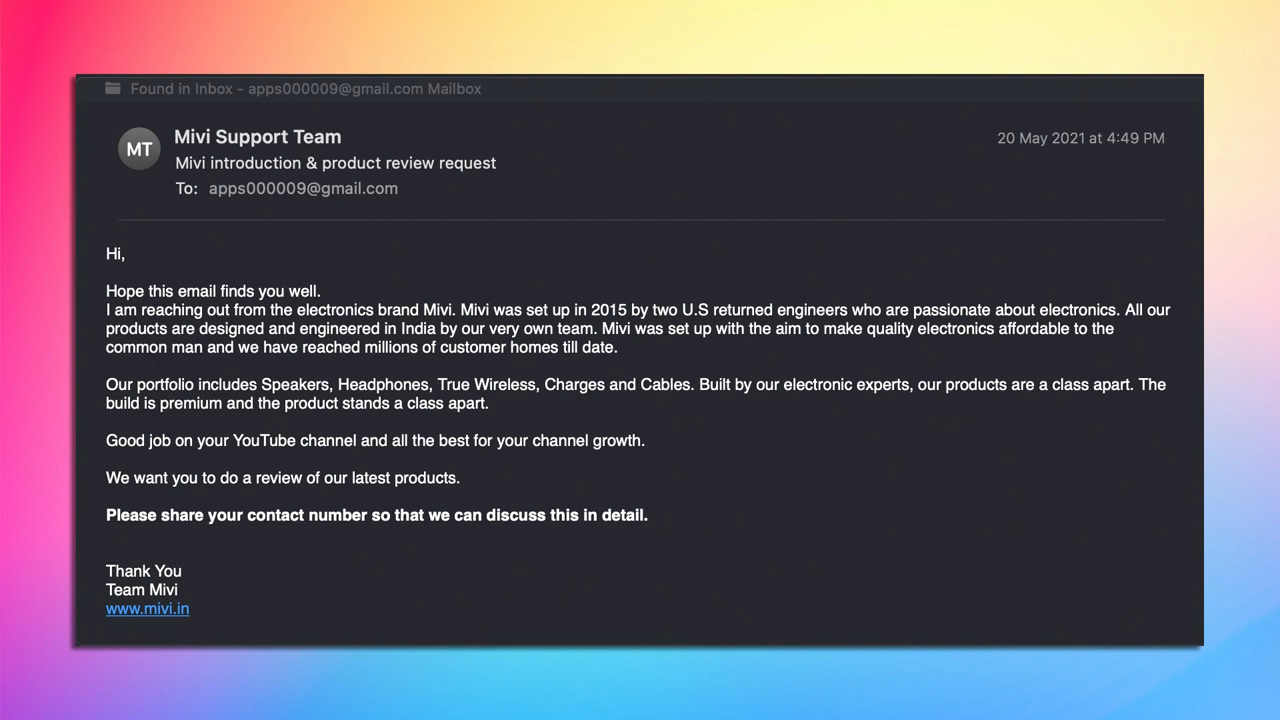 Found in Inbox - apps000009@gmail.com Mailbox
MT
Mivi Support Team
20 May 2021 at 4:49 PM
Mivi introduction & product review request
To: apps000009@gmail.com
Hi,
Hope this email finds you well.
I am reaching out from the electronics brand Mivi. Mivi was set up in 2015 by two U.S returned engineers who are passionate about electronics. All our
products are designed and engineered in India by our very own team. Mivi was set up with the aim to make quality electronics affordable to the
common man and we have reached millions of customer homes till date.
Our portfolio includes Speakers, Headphones, True Wireless, Charges and Cables. Built by our electronic experts, our products are a class apart. The
build is premium and the product stands a class apart.
Good job on your YouTube channel and all the best for your channel growth.
We want you to do a review of our latest products.
Please share your contact number so that we can discuss this in detail.
Thank You
Team Mivi
www.mivi.in